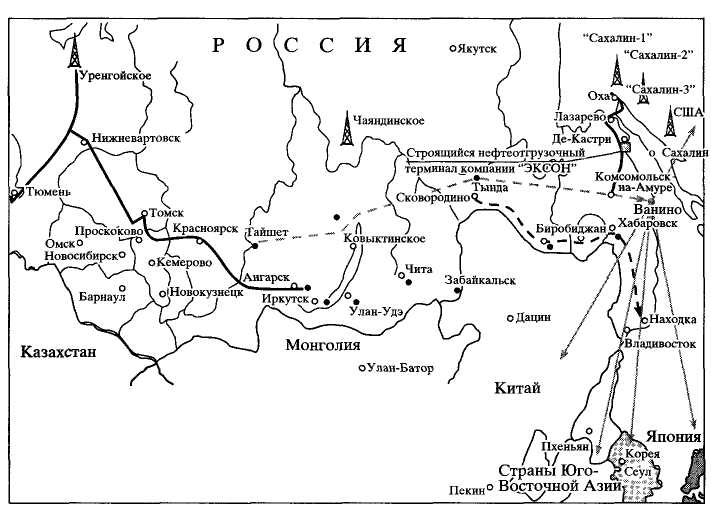 РОССИЯ
Якутск
"Сахалин-1"
"Сахалин-2"
"Сахалин-3"
Уренгойское
Оха
США
Лазарево
Чаяндинское
Де-Кастри
Нижневартовск
Строящийся нефтеотгрузочный
терминал компании "ЭКСОН"
Сахалин
Комсомольск
-на-Амуре
Тюмень
Тында
Сковородино
Ванино
Томск
Хабаровск
Проскоково
Красноярск
Тайшет
Биробиджан
Омск
Ковыктинское
Новосибирск
Кемерово
Чита
Ангарск
Забайкальск
Барнаул
Новокузнецк
Иркутск
Улан-Удэ
Дацин
Находка
Владивосток
Казахстан
Монголия
Улан-Батор
Китай
Пхеньян
Япония
Корея
Сеул
Страны Юго-
Восточной Азии
Пекин